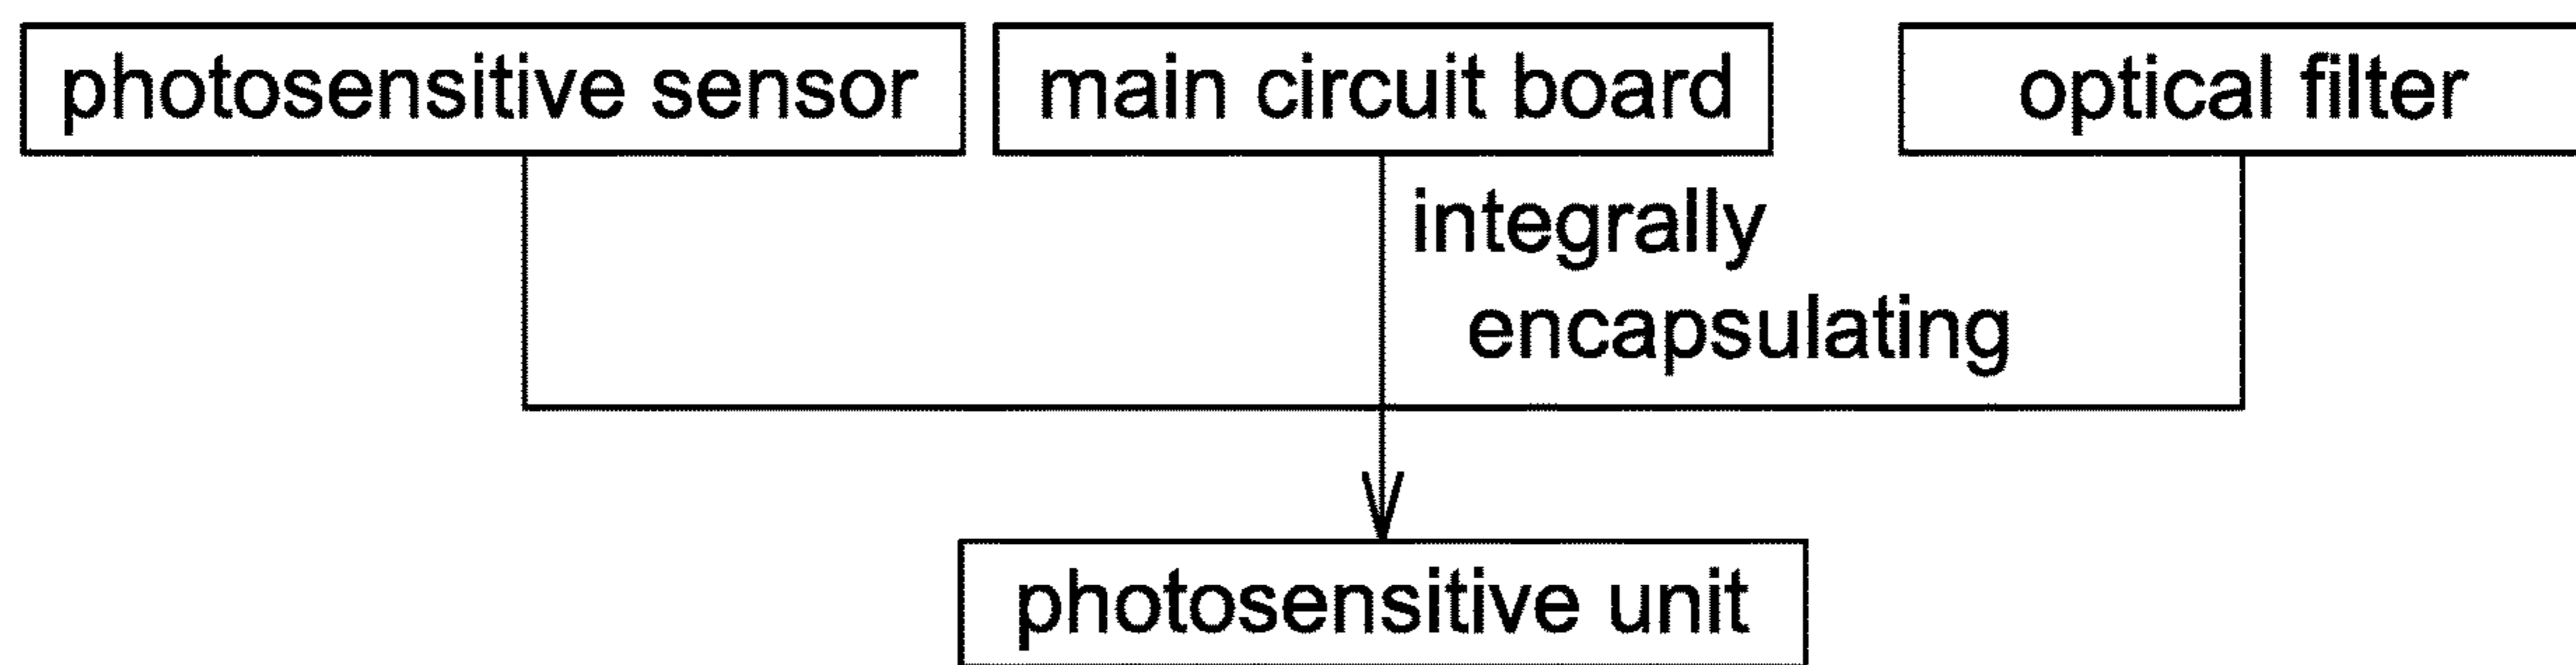 photosensitive sensor
main circuit board
optical filter
integrally
encapsulating
photosensitive unit